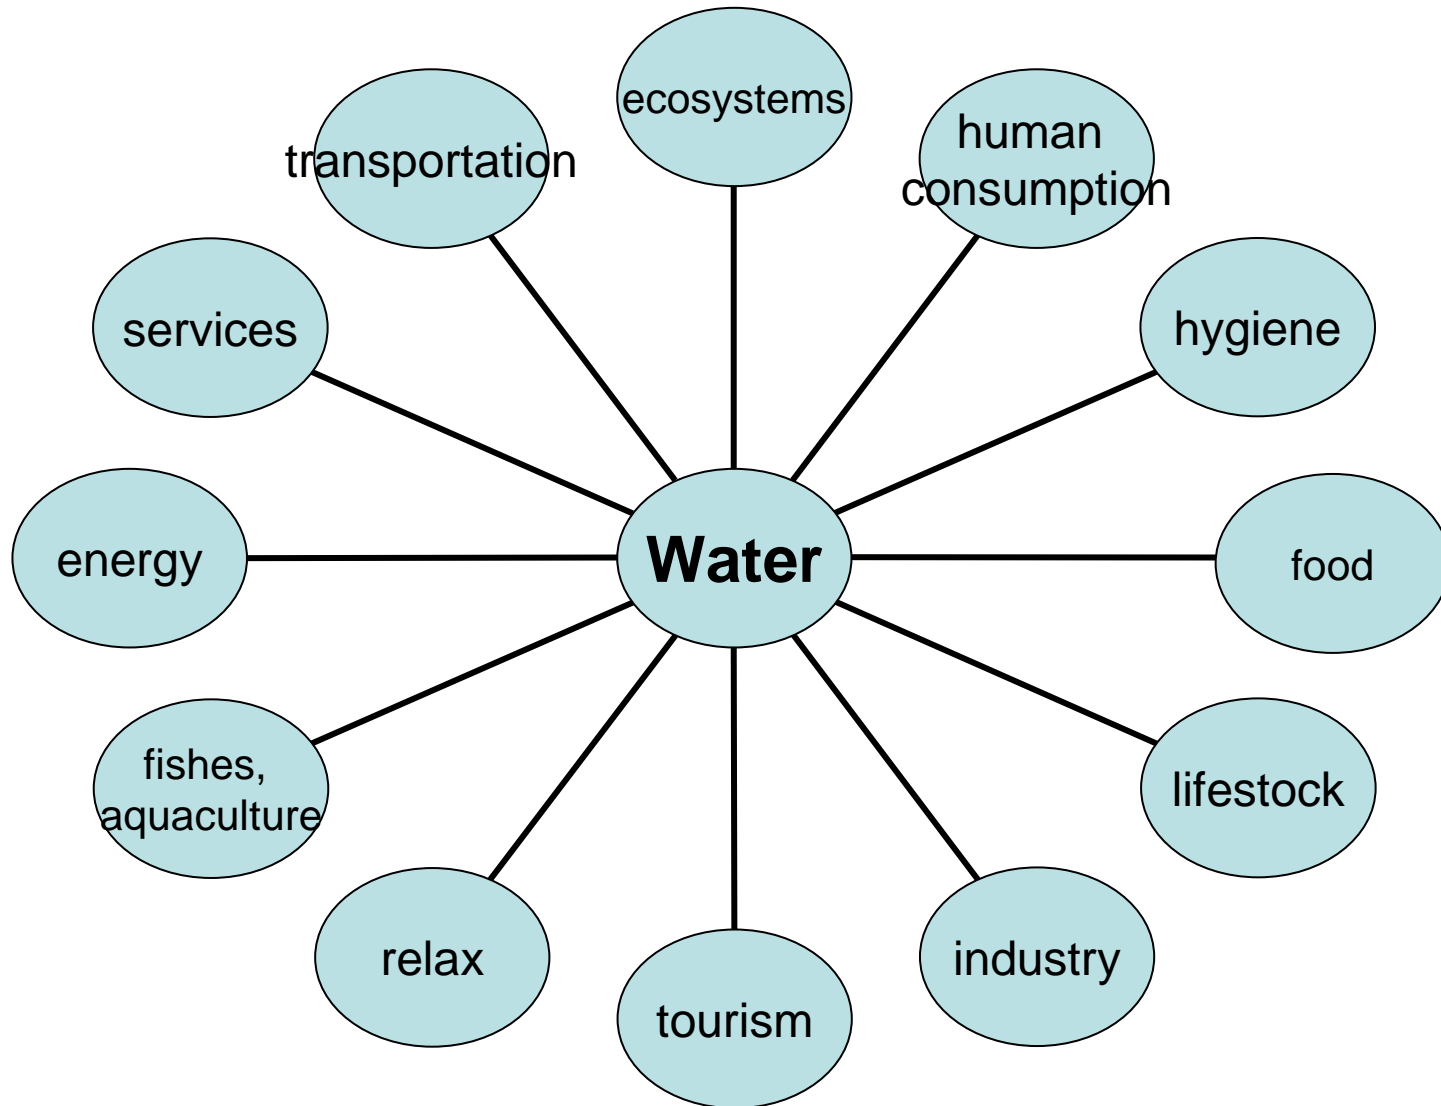 ecosystems
human
consumption
transportation
services
hygiene
energy
Water
food
fishes,
aquaculture
lifestock
relax
industry
tourism